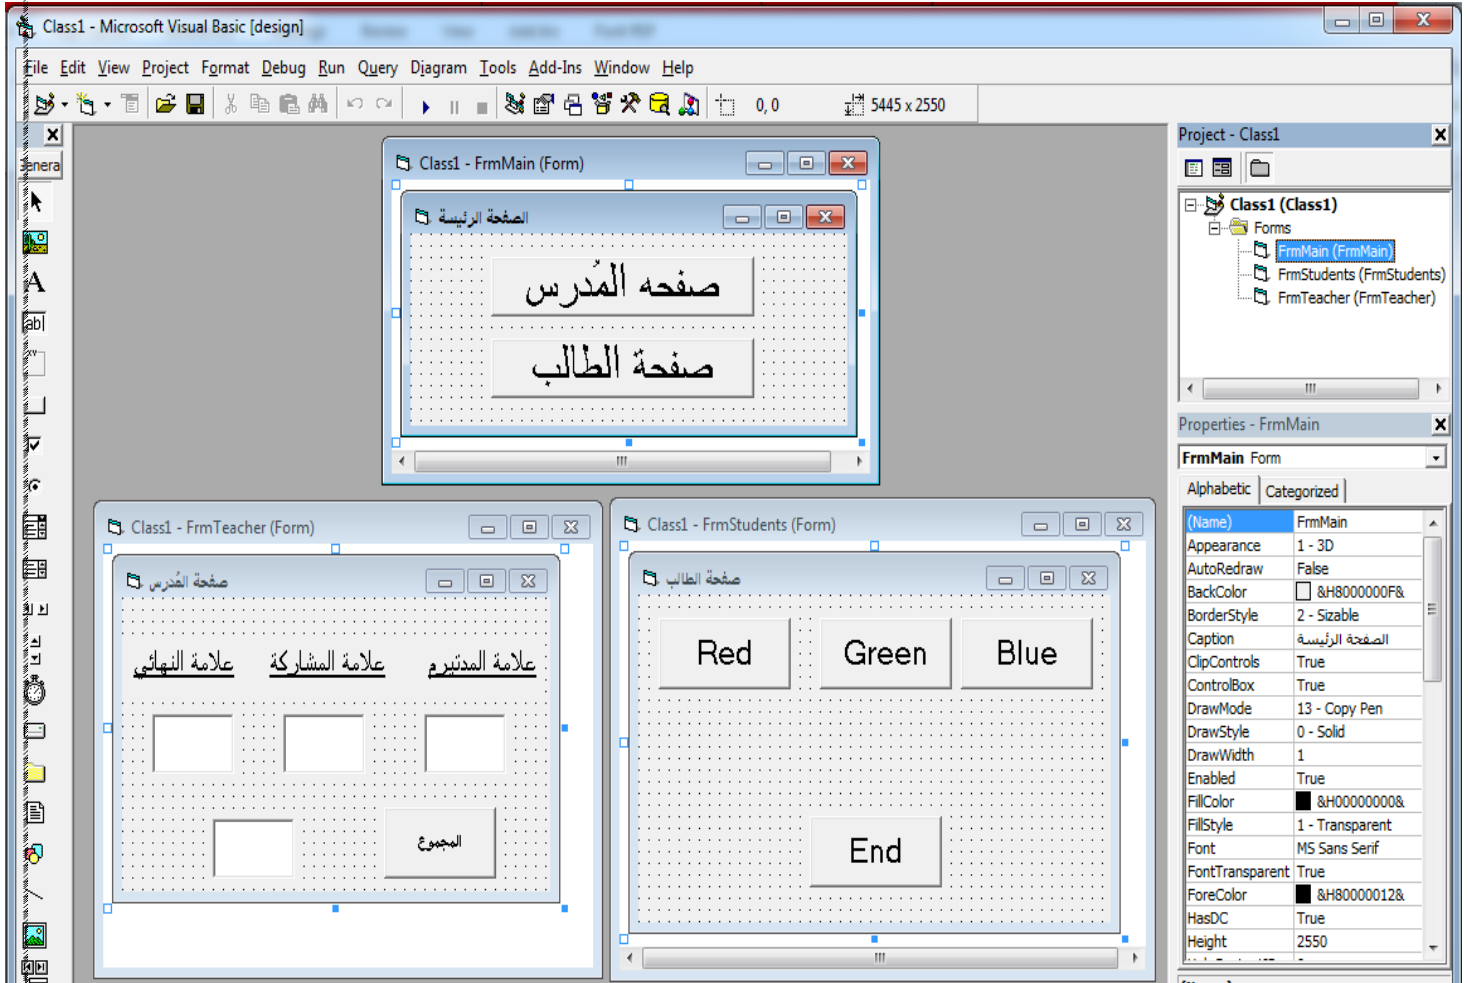 Class1 - Microsoft Visual Basic [design]
File Edit View Project Format Debug Run Query Diagram Tools Add-Ins Window Help
0, 0
5445 x 2550
Class1 - FrmMain (Form)
الصفحة الرئيسة
صفحه المُدرس
صفحة الطالب
Class1 - FrmTeacher (Form)
صفحة المُدرس
علامة المدتيرم
علامة المشاركة
علامة النهائي
المجموع
Class1 - FrmStudents (Form)
صفحة الطالب
Red
Green
Blue
End
Project - Class1
Class1 (Class1)
Forms
FrmMain (FrmMain)
FrmStudents (FrmStudents)
FrmTeacher (FrmTeacher)
Properties - FrmMain
FrmMain Form
Alphabetic Categorized
(Name) FrmMain
Appearance 1 - 3D
AutoRedraw False
BackColor &H8000000F&
BorderStyle 2 - Sizable
Caption الصفحة الرئيسة
ClipControls True
ControlBox True
DrawMode 13 - Copy Pen
DrawStyle 0 - Solid
DrawWidth 1
Enabled True
FillColor &H00000000&
FillStyle 1 - Transparent
Font MS Sans Serif
FontTransparent True
ForeColor &H80000012&
HasDC True
Height 2550